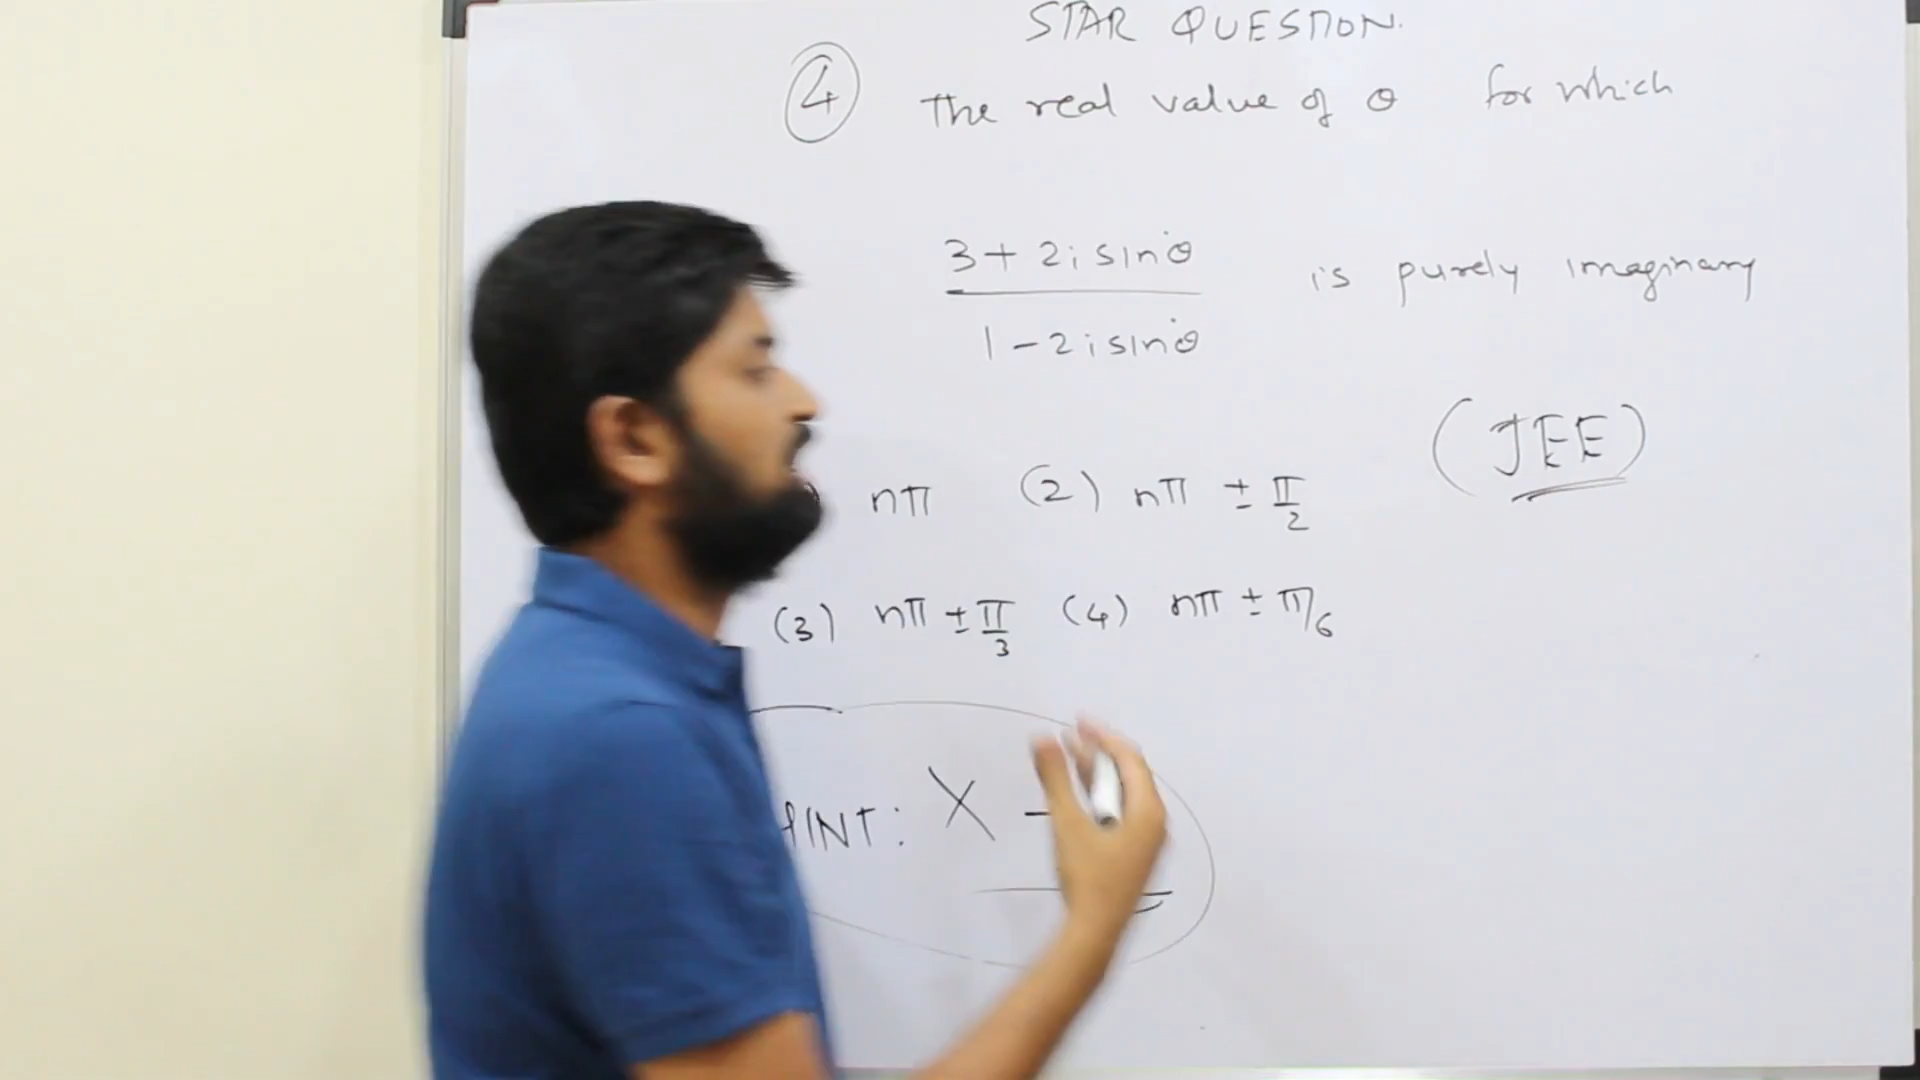 STAR QUESTION.
4 The real value of θ for which
3 + 2i sinθ
is purely imaginary
1 - 2i sinθ
(JEE)
) nπ (2) nπ ± π/2
(3) nπ ± π/3 (4) nπ ± π/6
HINT: X -